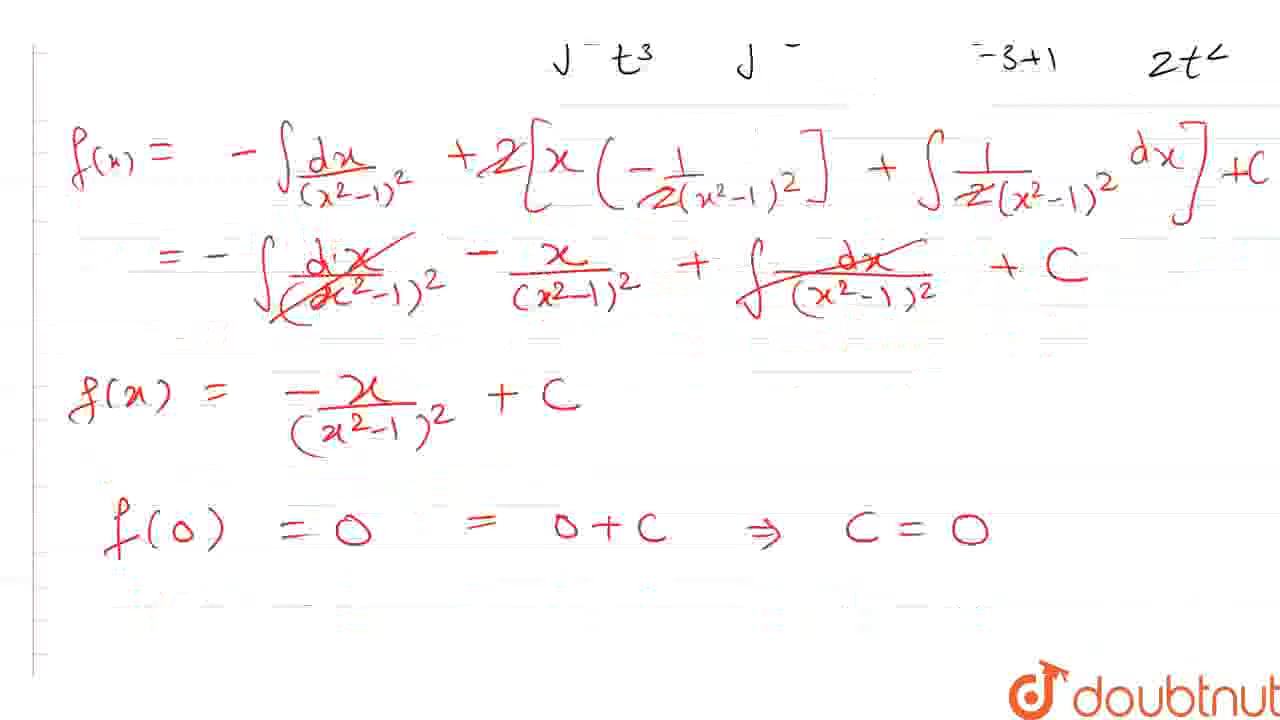 ∫ t³ ∫ -3+1 2t²
f(x) = - ∫ dx/(x²-1)² + 2[x(-1/2(x²-1)²] + ∫ 1/2(x²-1)² dx] + C
= - ∫ dx/(x²-1)² - x/(x²-1)² + ∫ dx/(x²-1)² + C
f(x) = -x/(x²-1)² + C
f(0) = 0 = 0 + C ⇒ C = 0
doubtnut